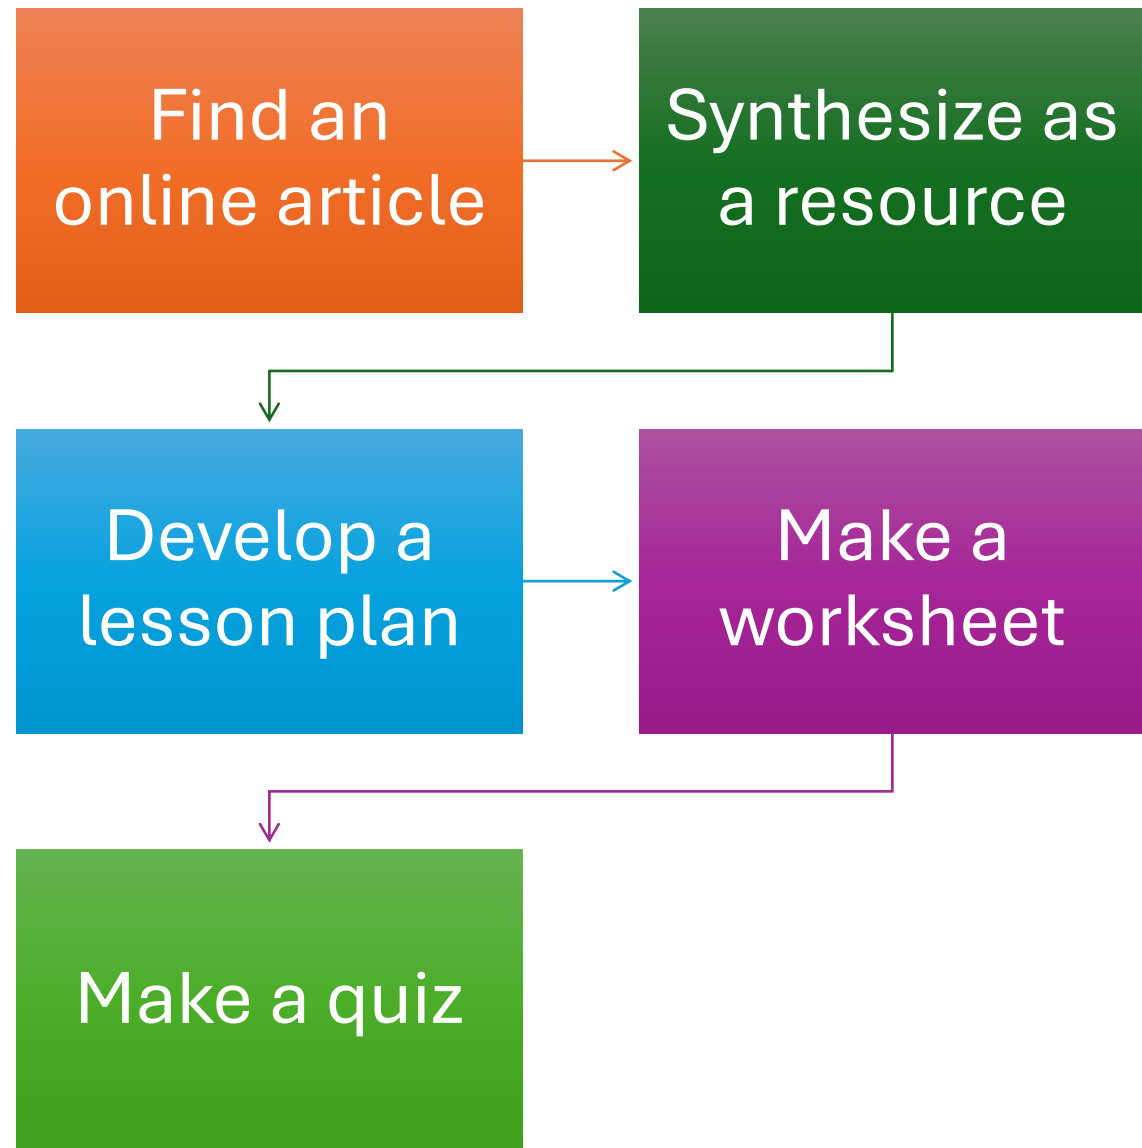 Find an
online article
Synthesize as
a resource
Develop a
lesson plan
Make a
worksheet
Make a quiz